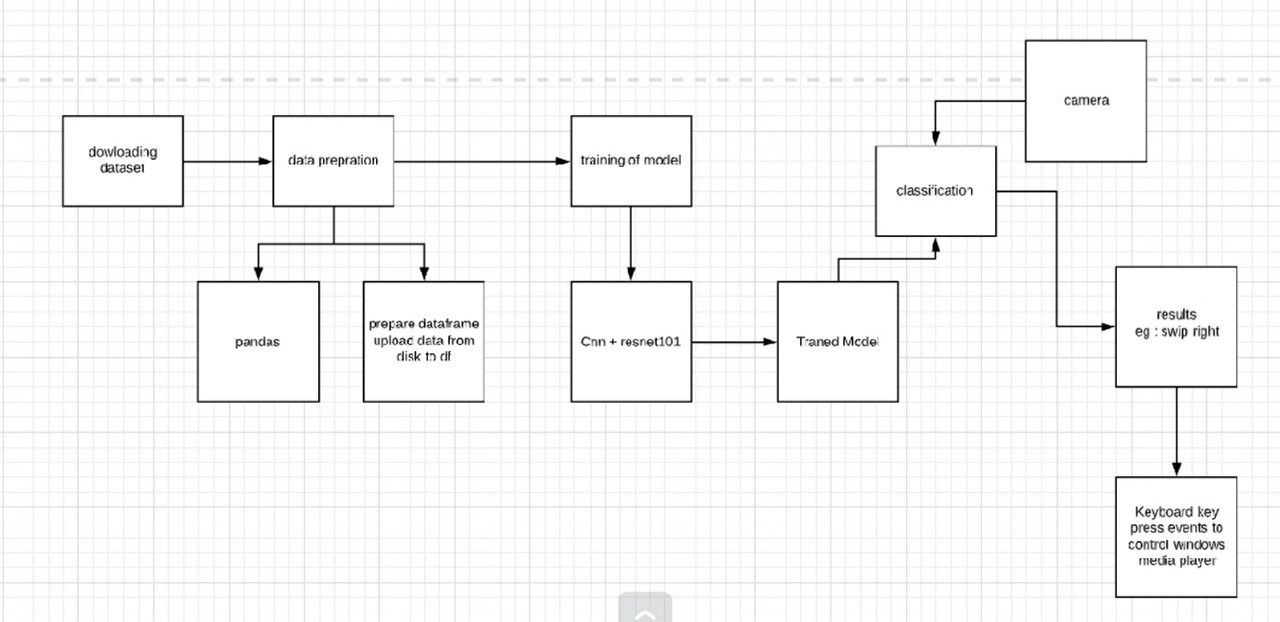 camera
dowloading
dataset
data prepration
training of model
classification
pandas
prepare dataframe
upload data from
disk to df
Cnn + resnet101
Traned Model
results
eg : swip right
Keyboard key
press events to
control windows
media player